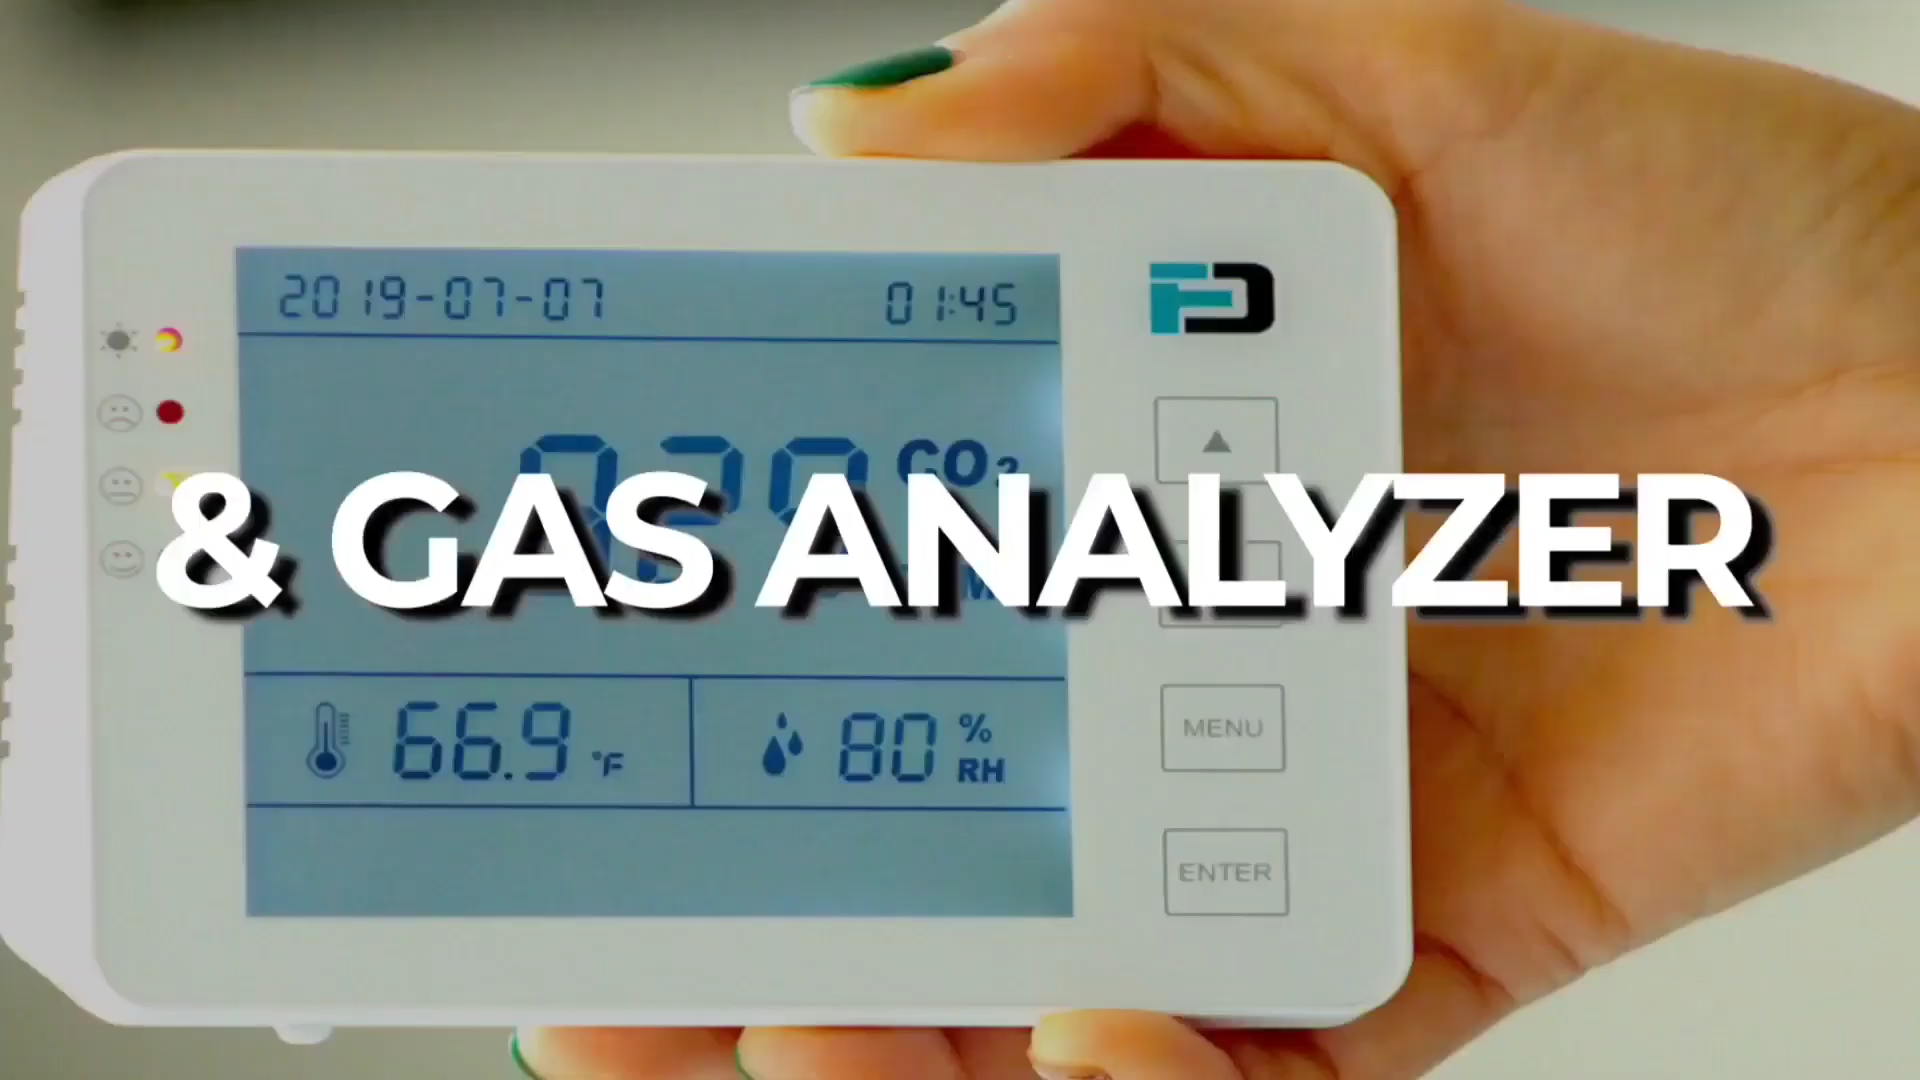 2019-07-07 01:45
CO₂
& GAS ANALYZER
66.9 °F 80 % RH
MENU
ENTER